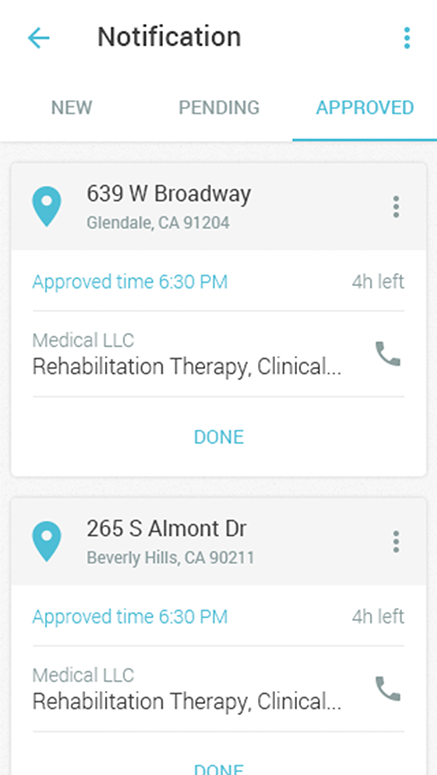 Notification
NEW PENDING APPROVED
639 W Broadway
Glendale, CA 91204
Approved time 6:30 PM 4h left
Medical LLC
Rehabilitation Therapy, Clinical...
DONE
265 S Almont Dr
Beverly Hills, CA 90211
Approved time 6:30 PM 4h left
Medical LLC
Rehabilitation Therapy, Clinical...
DONE